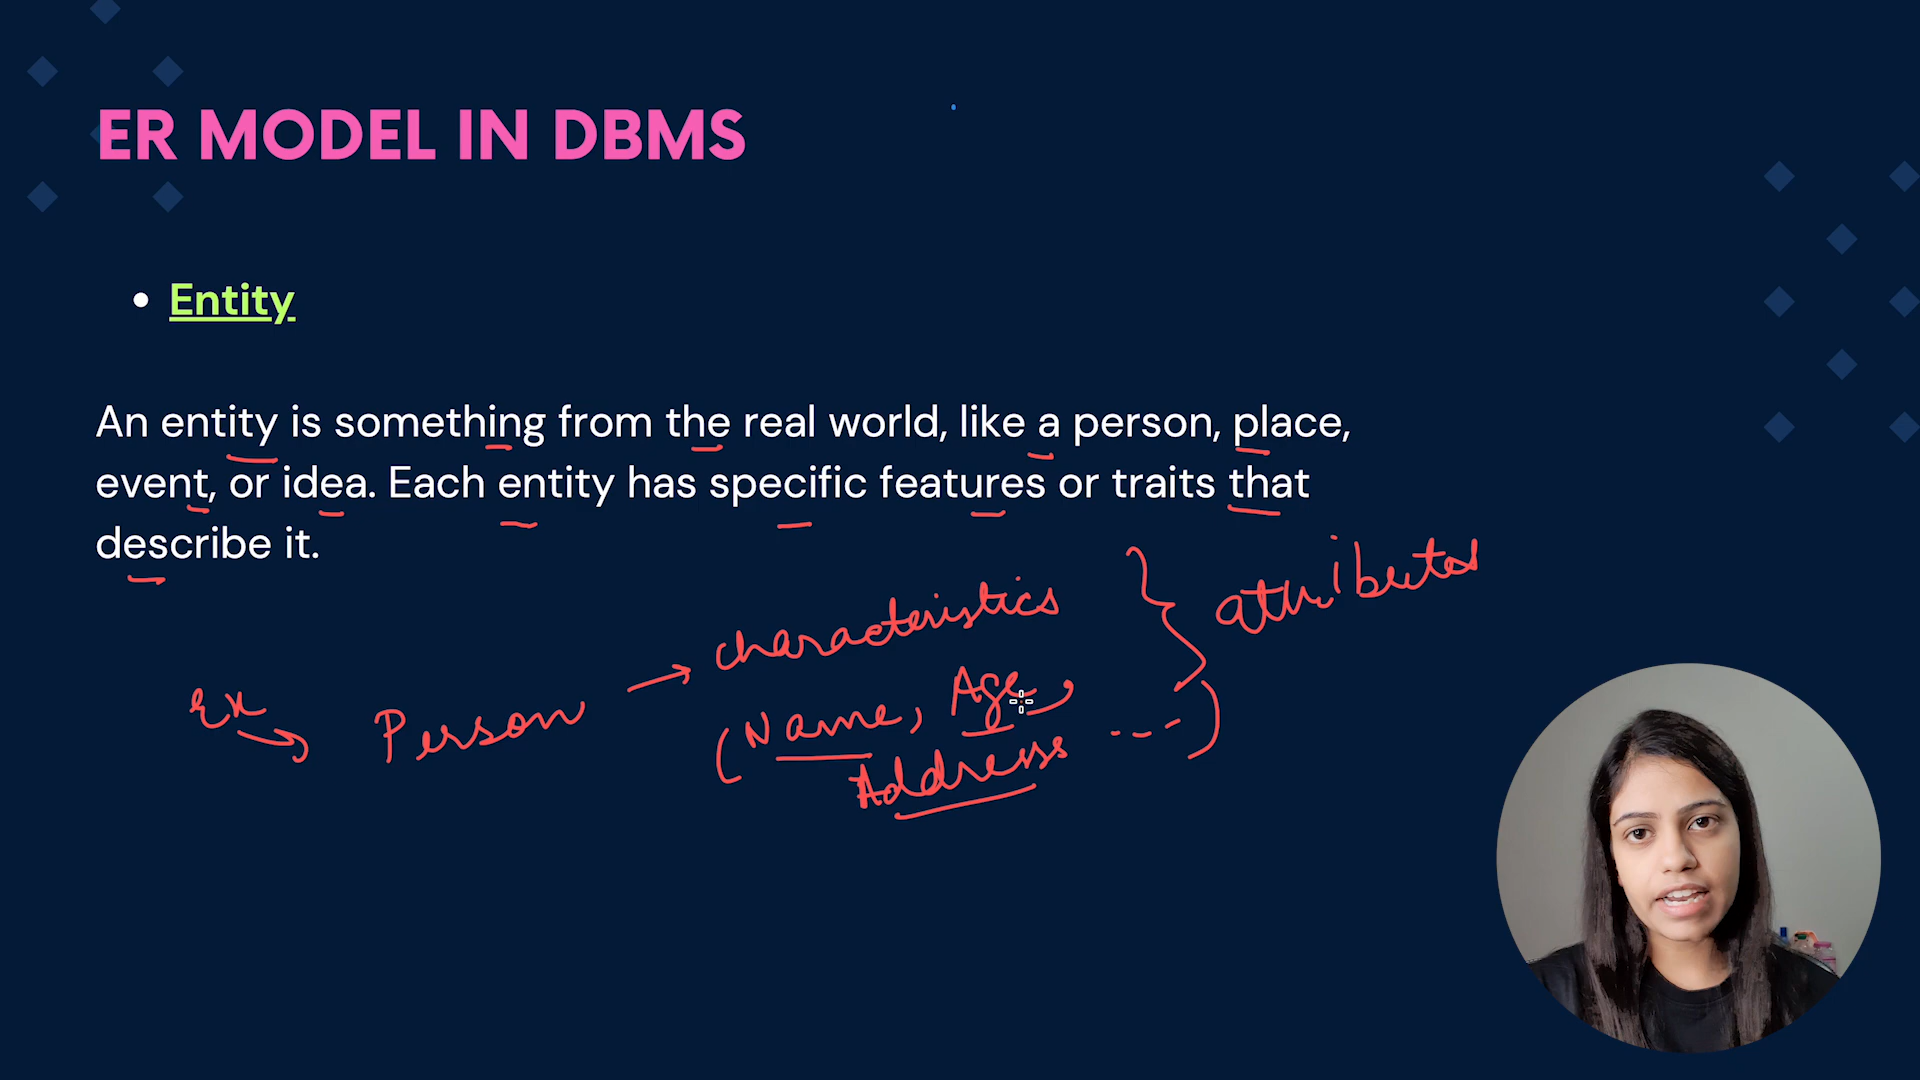 ER MODEL IN DBMS
• Entity
An entity is something from the real world, like a person, place,
event, or idea. Each entity has specific features or traits that
describe it.
Ex → Person → characteristics } attributes
(Name, Age,
Address ---)